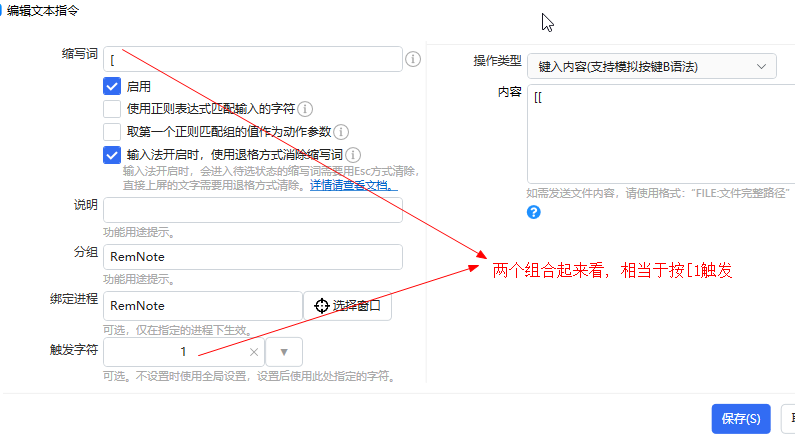 编辑文本指令
缩写词
[
启用
使用正则表达式匹配输入的字符
取第一个正则匹配组的值作为动作参数
输入法开启时，使用退格方式消除缩写词
输入法开启时，会进入待选状态的缩写词需要用Esc方式清除，
直接上屏的文字需要用退格方式清除。详情请查看文档。
说明
功能用途提示。
分组
RemNote
功能用途提示。
绑定进程
RemNote
选择窗口
可选，仅在指定的进程下生效。
触发字符
1
可选。不设置时使用全局设置，设置后使用此处指定的字符。
操作类型
键入内容(支持模拟按键B语法)
内容
[[
如需发送文件内容，请使用格式："FILE:文件完整路径"
两个组合起来看，相当于按[1触发
保存(S)